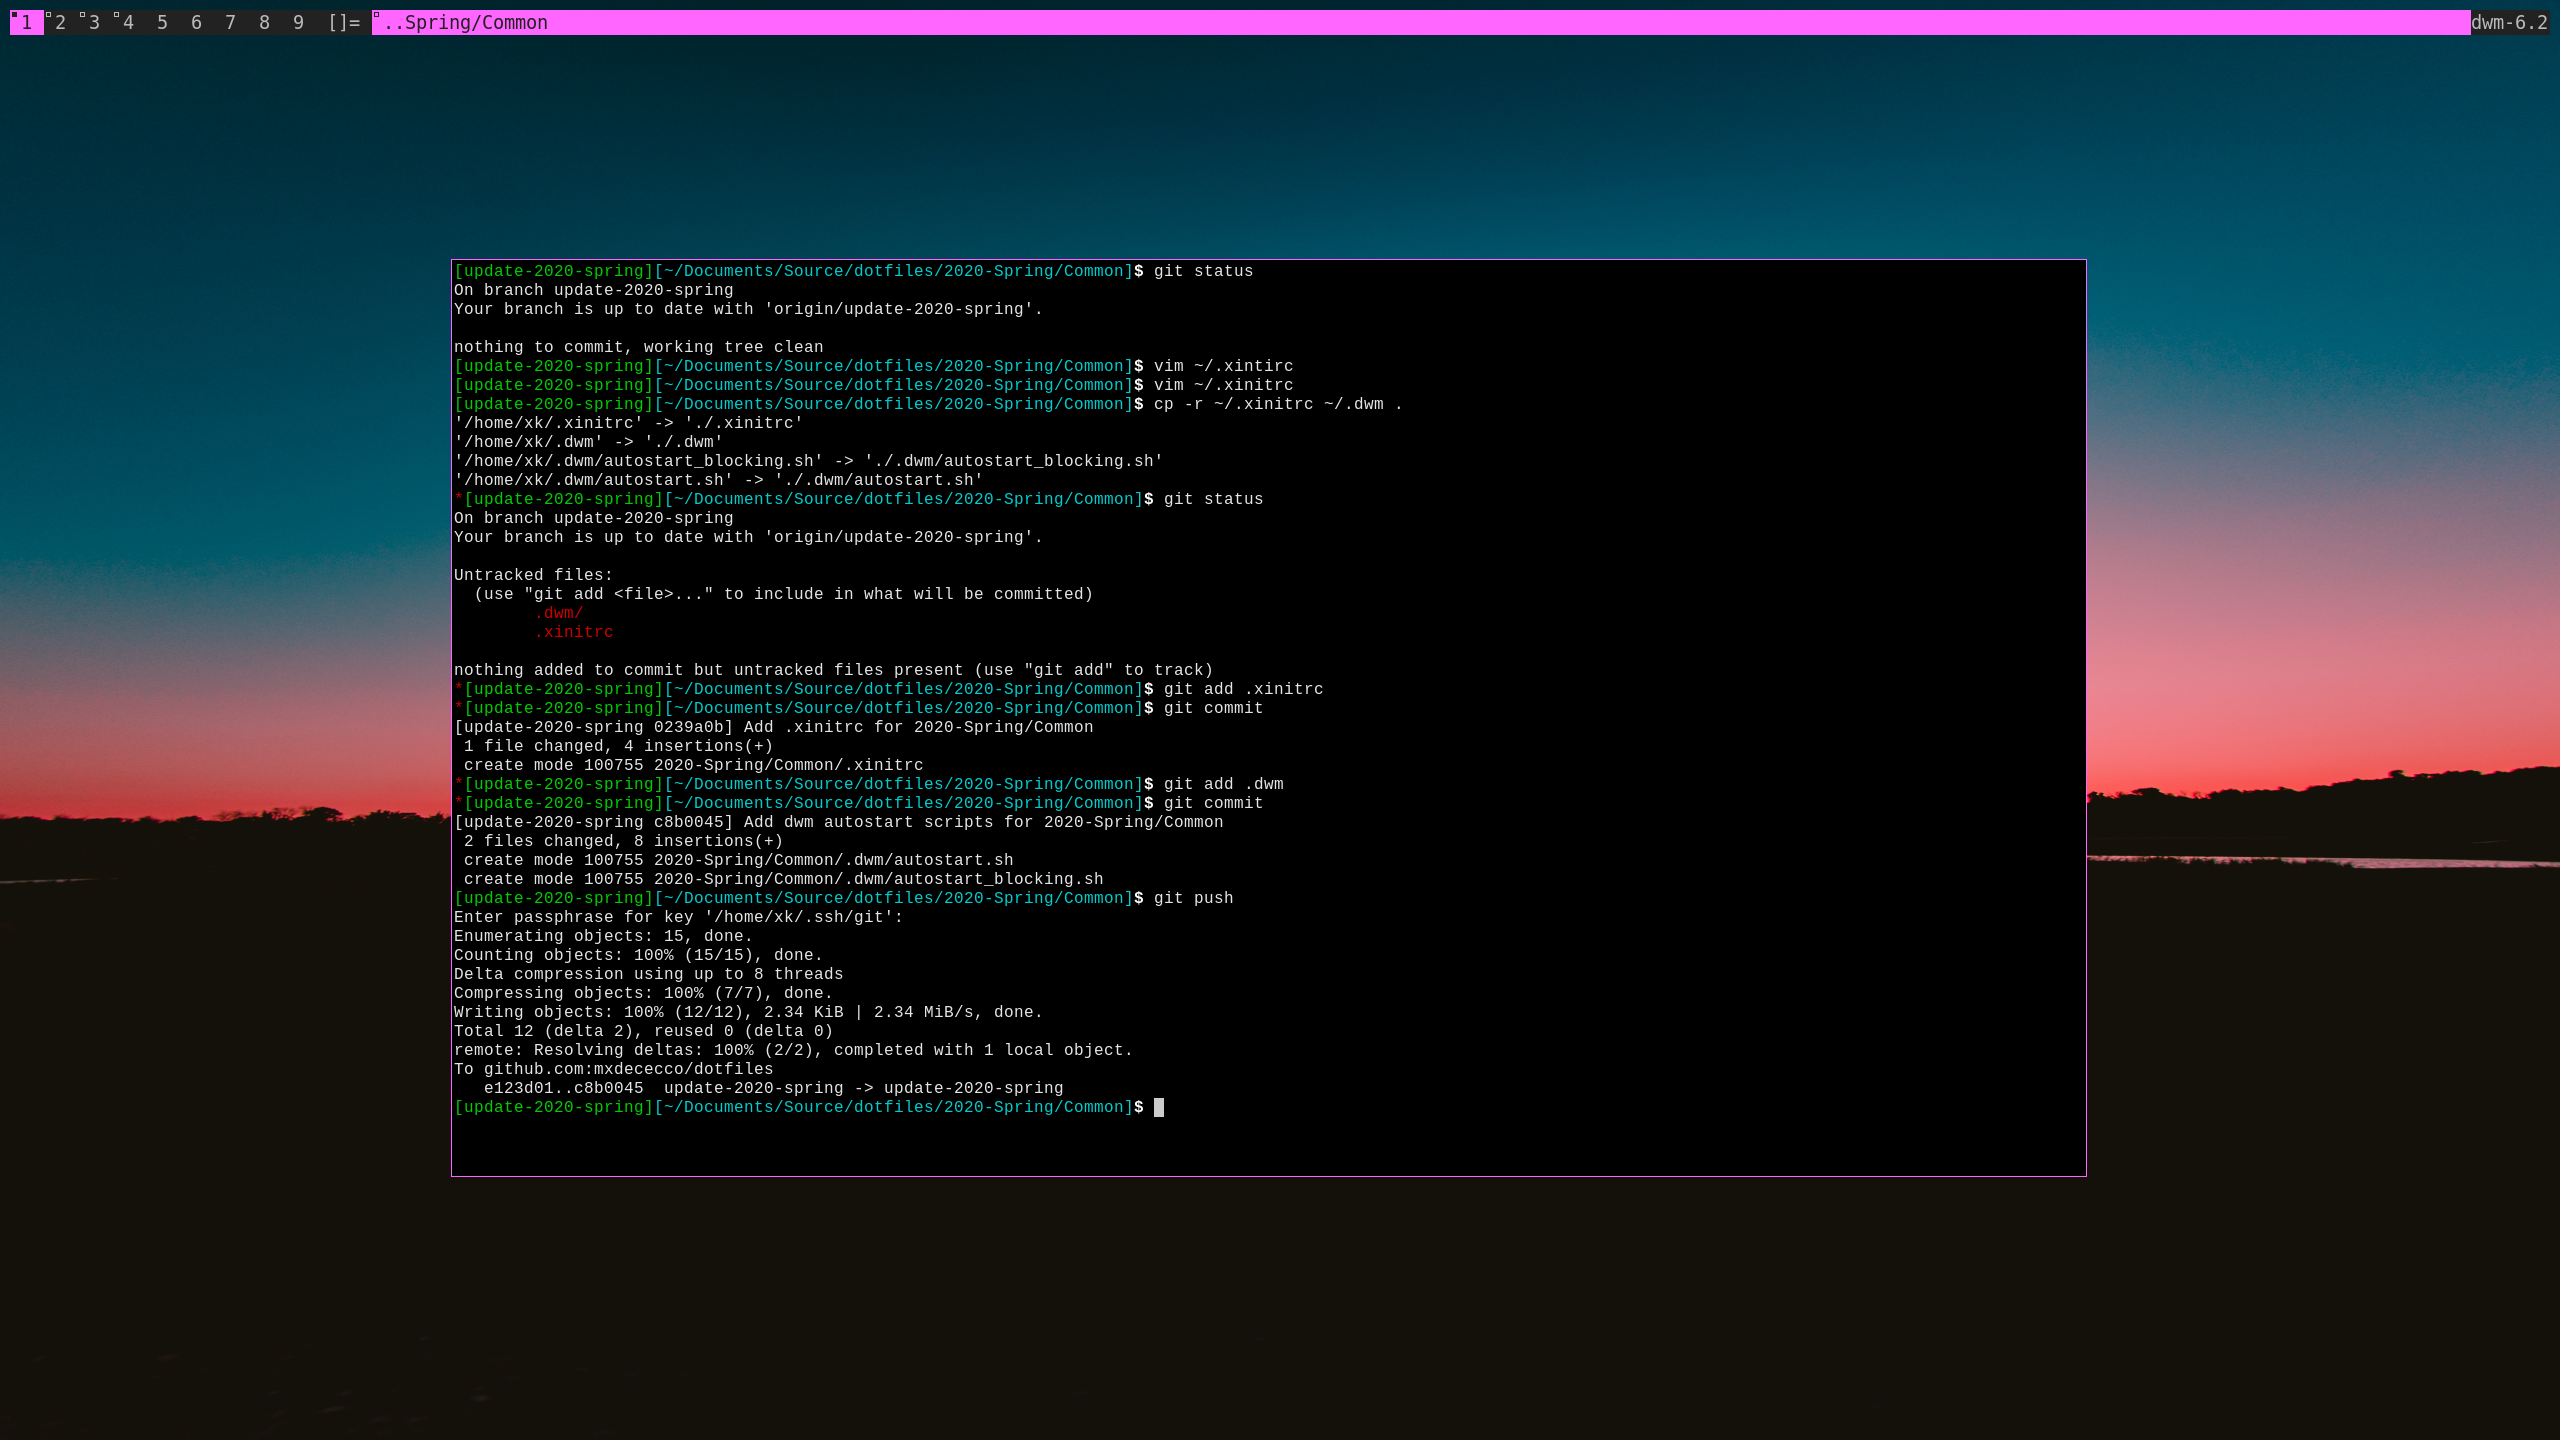 1 2 3 4 5 6 7 8 9 []= ..Spring/Common dwm-6.2
[update-2020-spring][~/Documents/Source/dotfiles/2020-Spring/Common]$ git status
On branch update-2020-spring
Your branch is up to date with 'origin/update-2020-spring'.

nothing to commit, working tree clean
[update-2020-spring][~/Documents/Source/dotfiles/2020-Spring/Common]$ vim ~/.xintirc
[update-2020-spring][~/Documents/Source/dotfiles/2020-Spring/Common]$ vim ~/.xinitrc
[update-2020-spring][~/Documents/Source/dotfiles/2020-Spring/Common]$ cp -r ~/.xinitrc ~/.dwm .
'/home/xk/.xinitrc' -> './.xinitrc'
'/home/xk/.dwm' -> './.dwm'
'/home/xk/.dwm/autostart_blocking.sh' -> './.dwm/autostart_blocking.sh'
'/home/xk/.dwm/autostart.sh' -> './.dwm/autostart.sh'
*[update-2020-spring][~/Documents/Source/dotfiles/2020-Spring/Common]$ git status
On branch update-2020-spring
Your branch is up to date with 'origin/update-2020-spring'.

Untracked files:
  (use "git add <file>..." to include in what will be committed)
        .dwm/
        .xinitrc

nothing added to commit but untracked files present (use "git add" to track)
*[update-2020-spring][~/Documents/Source/dotfiles/2020-Spring/Common]$ git add .xinitrc
*[update-2020-spring][~/Documents/Source/dotfiles/2020-Spring/Common]$ git commit
[update-2020-spring 0239a0b] Add .xinitrc for 2020-Spring/Common
 1 file changed, 4 insertions(+)
 create mode 100755 2020-Spring/Common/.xinitrc
*[update-2020-spring][~/Documents/Source/dotfiles/2020-Spring/Common]$ git add .dwm
*[update-2020-spring][~/Documents/Source/dotfiles/2020-Spring/Common]$ git commit
[update-2020-spring c8b0045] Add dwm autostart scripts for 2020-Spring/Common
 2 files changed, 8 insertions(+)
 create mode 100755 2020-Spring/Common/.dwm/autostart.sh
 create mode 100755 2020-Spring/Common/.dwm/autostart_blocking.sh
[update-2020-spring][~/Documents/Source/dotfiles/2020-Spring/Common]$ git push
Enter passphrase for key '/home/xk/.ssh/git':
Enumerating objects: 15, done.
Counting objects: 100% (15/15), done.
Delta compression using up to 8 threads
Compressing objects: 100% (7/7), done.
Writing objects: 100% (12/12), 2.34 KiB | 2.34 MiB/s, done.
Total 12 (delta 2), reused 0 (delta 0)
remote: Resolving deltas: 100% (2/2), completed with 1 local object.
To github.com:mxdececco/dotfiles
   e123d01..c8b0045  update-2020-spring -> update-2020-spring
[update-2020-spring][~/Documents/Source/dotfiles/2020-Spring/Common]$